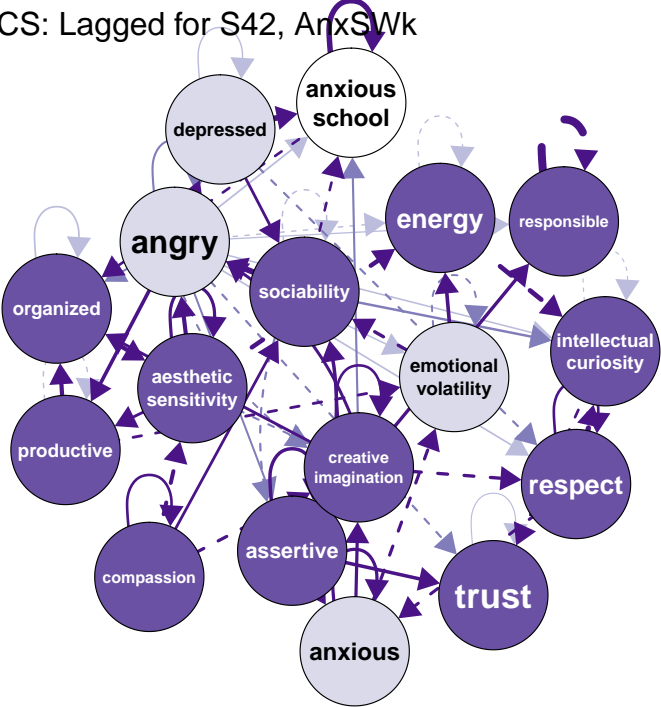 CS: Lagged for S42, AnxSWk
anxious
school
depressed
energy
responsible
angry
sociability
organized
intellectual
curiosity
emotional
volatility
aesthetic
sensitivity
productive
creative
imagination
respect
assertive
compassion
trust
anxious